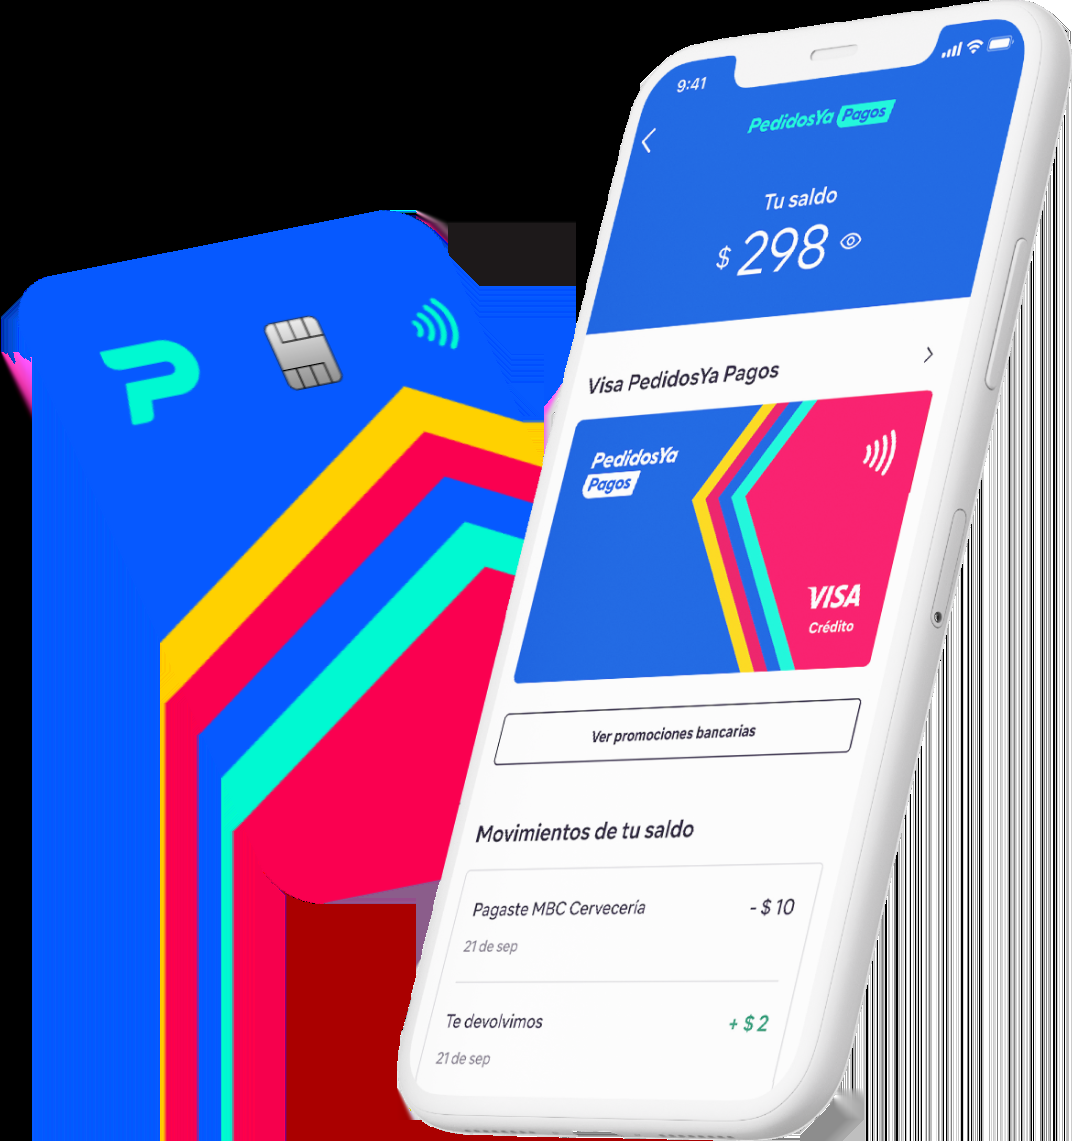 9:41
PedidosYa Pagos
Tu saldo
$ 298
Visa PedidosYa Pagos
PedidosYa
Pagos
VISA
Crédito
Ver promociones bancarias
Movimientos de tu saldo
Pagaste MBC Cervecería - $ 10
21 de sep
Te devolvimos + $ 2
21 de sep